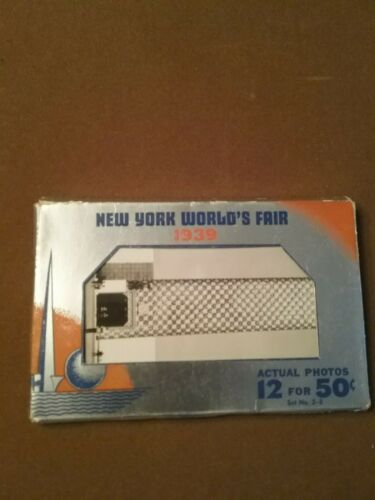 NEW YORK WORLD'S FAIR
1939
ACTUAL PHOTOS
12 FOR 50¢